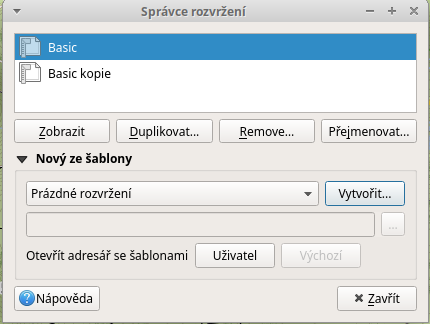 Správce rozvržení
Basic
Basic kopie
Zobrazit Duplikovat... Remove... Přejmenovat...
Nový ze šablony
Prázdné rozvržení Vytvořit...
...
Otevřít adresář se šablonami Uživatel Výchozí
Nápověda Zavřít